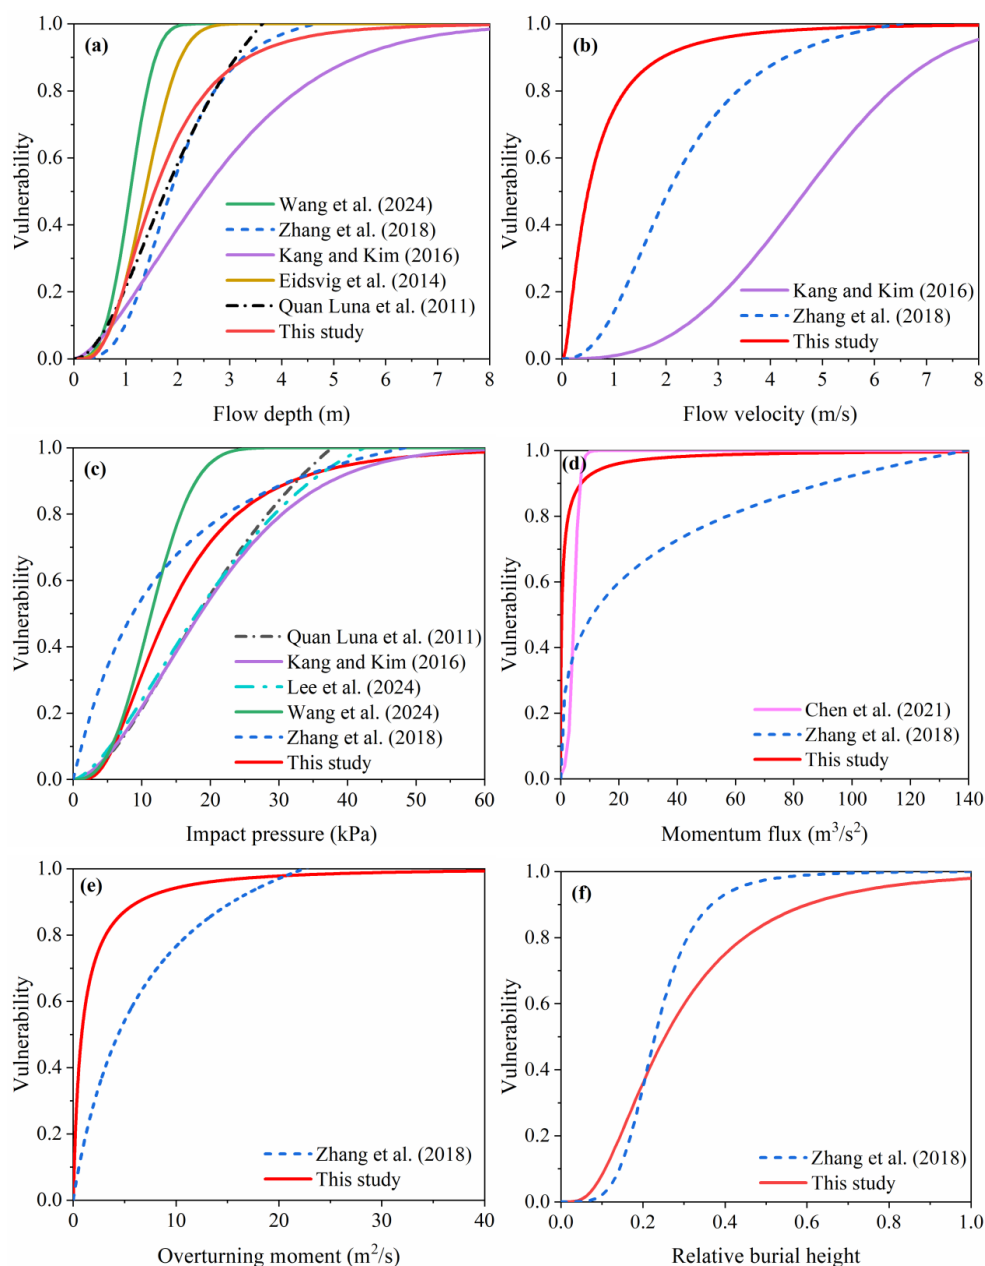 (a)
1.0
0.8
0.6
0.4
0.2
0.0
Vulnerability
Wang et al. (2024)
Zhang et al. (2018)
Kang and Kim (2016)
Eidsvig et al. (2014)
Quan Luna et al. (2011)
This study
0 1 2 3 4 5 6 7 8
Flow depth (m)
(b)
1.0
0.8
0.6
0.4
0.2
0.0
Vulnerability
Kang and Kim (2016)
Zhang et al. (2018)
This study
0 1 2 3 4 5 6 7 8
Flow velocity (m/s)
(c)
1.0
0.8
0.6
0.4
0.2
0.0
Vulnerability
Quan Luna et al. (2011)
Kang and Kim (2016)
Lee et al. (2024)
Wang et al. (2024)
Zhang et al. (2018)
This study
0 10 20 30 40 50 60
Impact pressure (kPa)
(d)
1.0
0.8
0.6
0.4
0.2
0.0
Vulnerability
Chen et al. (2021)
Zhang et al. (2018)
This study
0 20 40 60 80 100 120 140
Momentum flux (m³/s²)
(e)
1.0
0.8
0.6
0.4
0.2
0.0
Vulnerability
Zhang et al. (2018)
This study
0 10 20 30 40
Overturning moment (m²/s)
(f)
1.0
0.8
0.6
0.4
0.2
0.0
Vulnerability
Zhang et al. (2018)
This study
0.0 0.2 0.4 0.6 0.8 1.0
Relative burial height